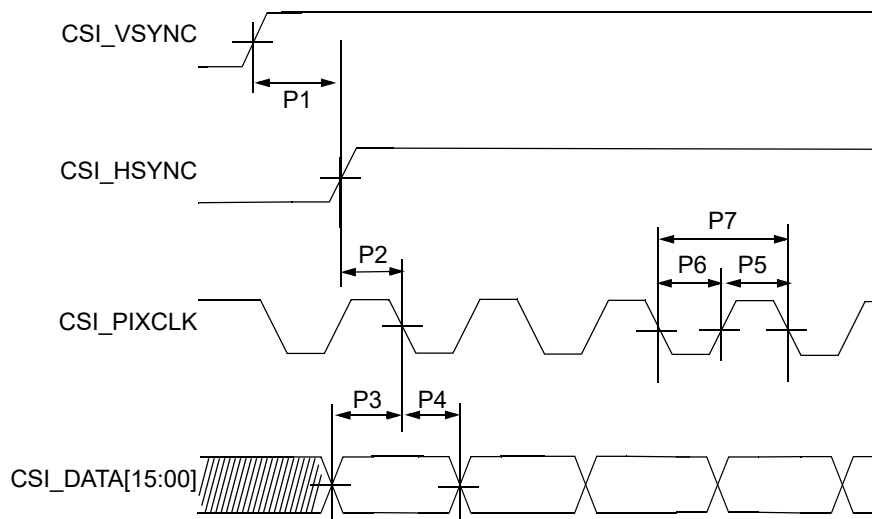 CSI_VSYNC
P1
CSI_HSYNC
P7
P2
P6
P5
CSI_PIXCLK
P3
P4
CSI_DATA[15:00]